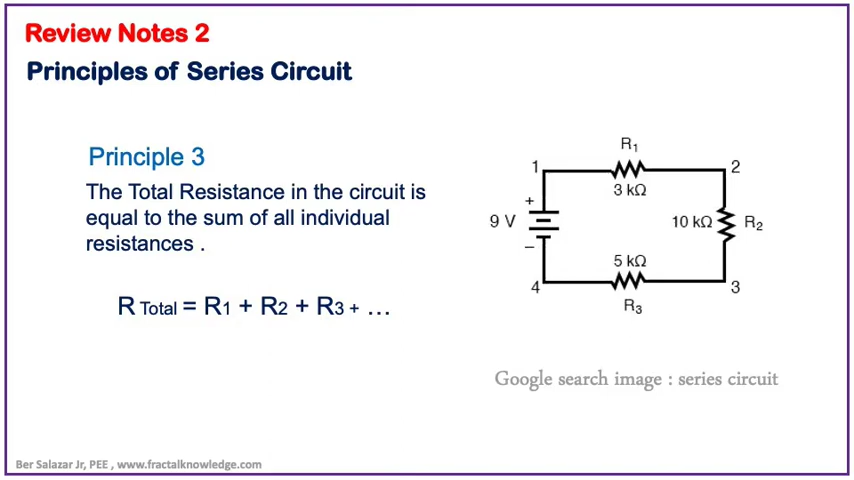 Review Notes 2
Principles of Series Circuit
Principle 3
The Total Resistance in the circuit is
equal to the sum of all individual
resistances .
R Total = R1 + R2 + R3 + …
R1
1
2
3 kΩ
+
9 V
10 kΩ
R2
−
5 kΩ
4
3
R3
Google search image : series circuit
Ber Salazar Jr, PEE , www.fractalknowledge.com